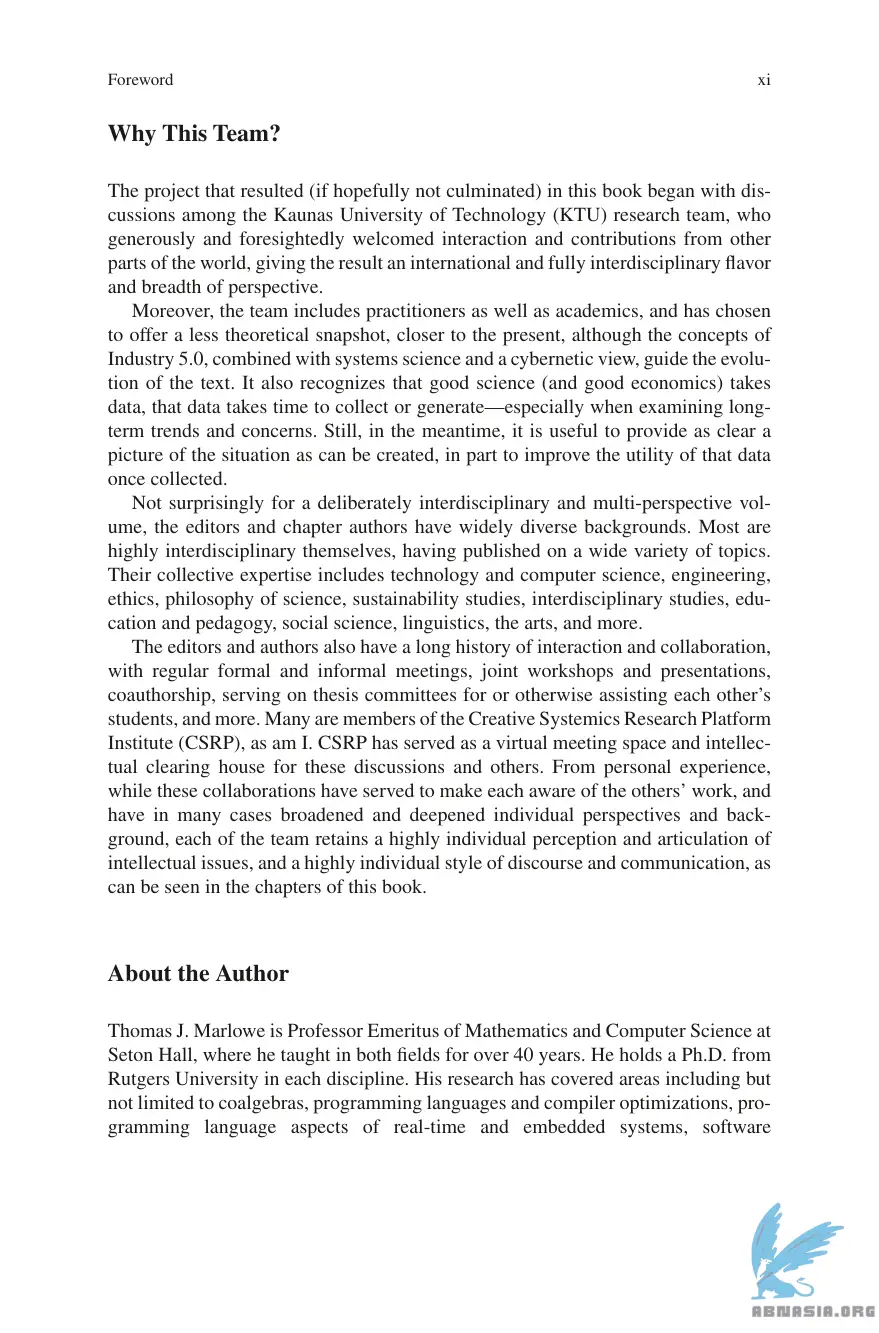 Foreword xi
Why This Team?
The project that resulted (if hopefully not culminated) in this book began with dis-
cussions among the Kaunas University of Technology (KTU) research team, who
generously and foresightedly welcomed interaction and contributions from other
parts of the world, giving the result an international and fully interdisciplinary flavor
and breadth of perspective.
Moreover, the team includes practitioners as well as academics, and has chosen
to offer a less theoretical snapshot, closer to the present, although the concepts of
Industry 5.0, combined with systems science and a cybernetic view, guide the evolu-
tion of the text. It also recognizes that good science (and good economics) takes
data, that data takes time to collect or generate—especially when examining long-
term trends and concerns. Still, in the meantime, it is useful to provide as clear a
picture of the situation as can be created, in part to improve the utility of that data
once collected.
Not surprisingly for a deliberately interdisciplinary and multi-perspective vol-
ume, the editors and chapter authors have widely diverse backgrounds. Most are
highly interdisciplinary themselves, having published on a wide variety of topics.
Their collective expertise includes technology and computer science, engineering,
ethics, philosophy of science, sustainability studies, interdisciplinary studies, edu-
cation and pedagogy, social science, linguistics, the arts, and more.
The editors and authors also have a long history of interaction and collaboration,
with regular formal and informal meetings, joint workshops and presentations,
coauthorship, serving on thesis committees for or otherwise assisting each other's
students, and more. Many are members of the Creative Systemics Research Platform
Institute (CSRP), as am I. CSRP has served as a virtual meeting space and intellec-
tual clearing house for these discussions and others. From personal experience,
while these collaborations have served to make each aware of the others' work, and
have in many cases broadened and deepened individual perspectives and back-
ground, each of the team retains a highly individual perception and articulation of
intellectual issues, and a highly individual style of discourse and communication, as
can be seen in the chapters of this book.
About the Author
Thomas J. Marlowe is Professor Emeritus of Mathematics and Computer Science at
Seton Hall, where he taught in both fields for over 40 years. He holds a Ph.D. from
Rutgers University in each discipline. His research has covered areas including but
not limited to coalgebras, programming languages and compiler optimizations, pro-
gramming language aspects of real-time and embedded systems, software
ABNASIA.ORG